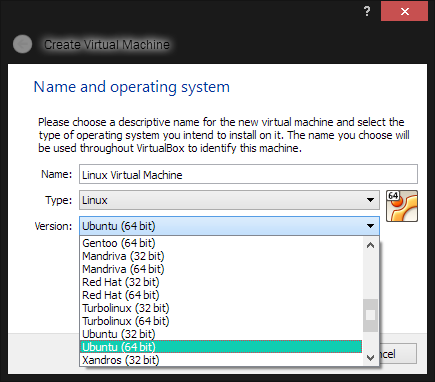 ?
Create Virtual Machine
Name and operating system
Please choose a descriptive name for the new virtual machine and select the
type of operating system you intend to install on it. The name you choose will
be used throughout VirtualBox to identify this machine.
Name: Linux Virtual Machine
Type: Linux
64
Version: Ubuntu (64 bit)
Gentoo (64 bit)
Mandriva (32 bit)
Mandriva (64 bit)
Red Hat (32 bit)
Red Hat (64 bit)
Turbolinux (32 bit)
Turbolinux (64 bit)
Ubuntu (32 bit)
Ubuntu (64 bit)
Xandros (32 bit)